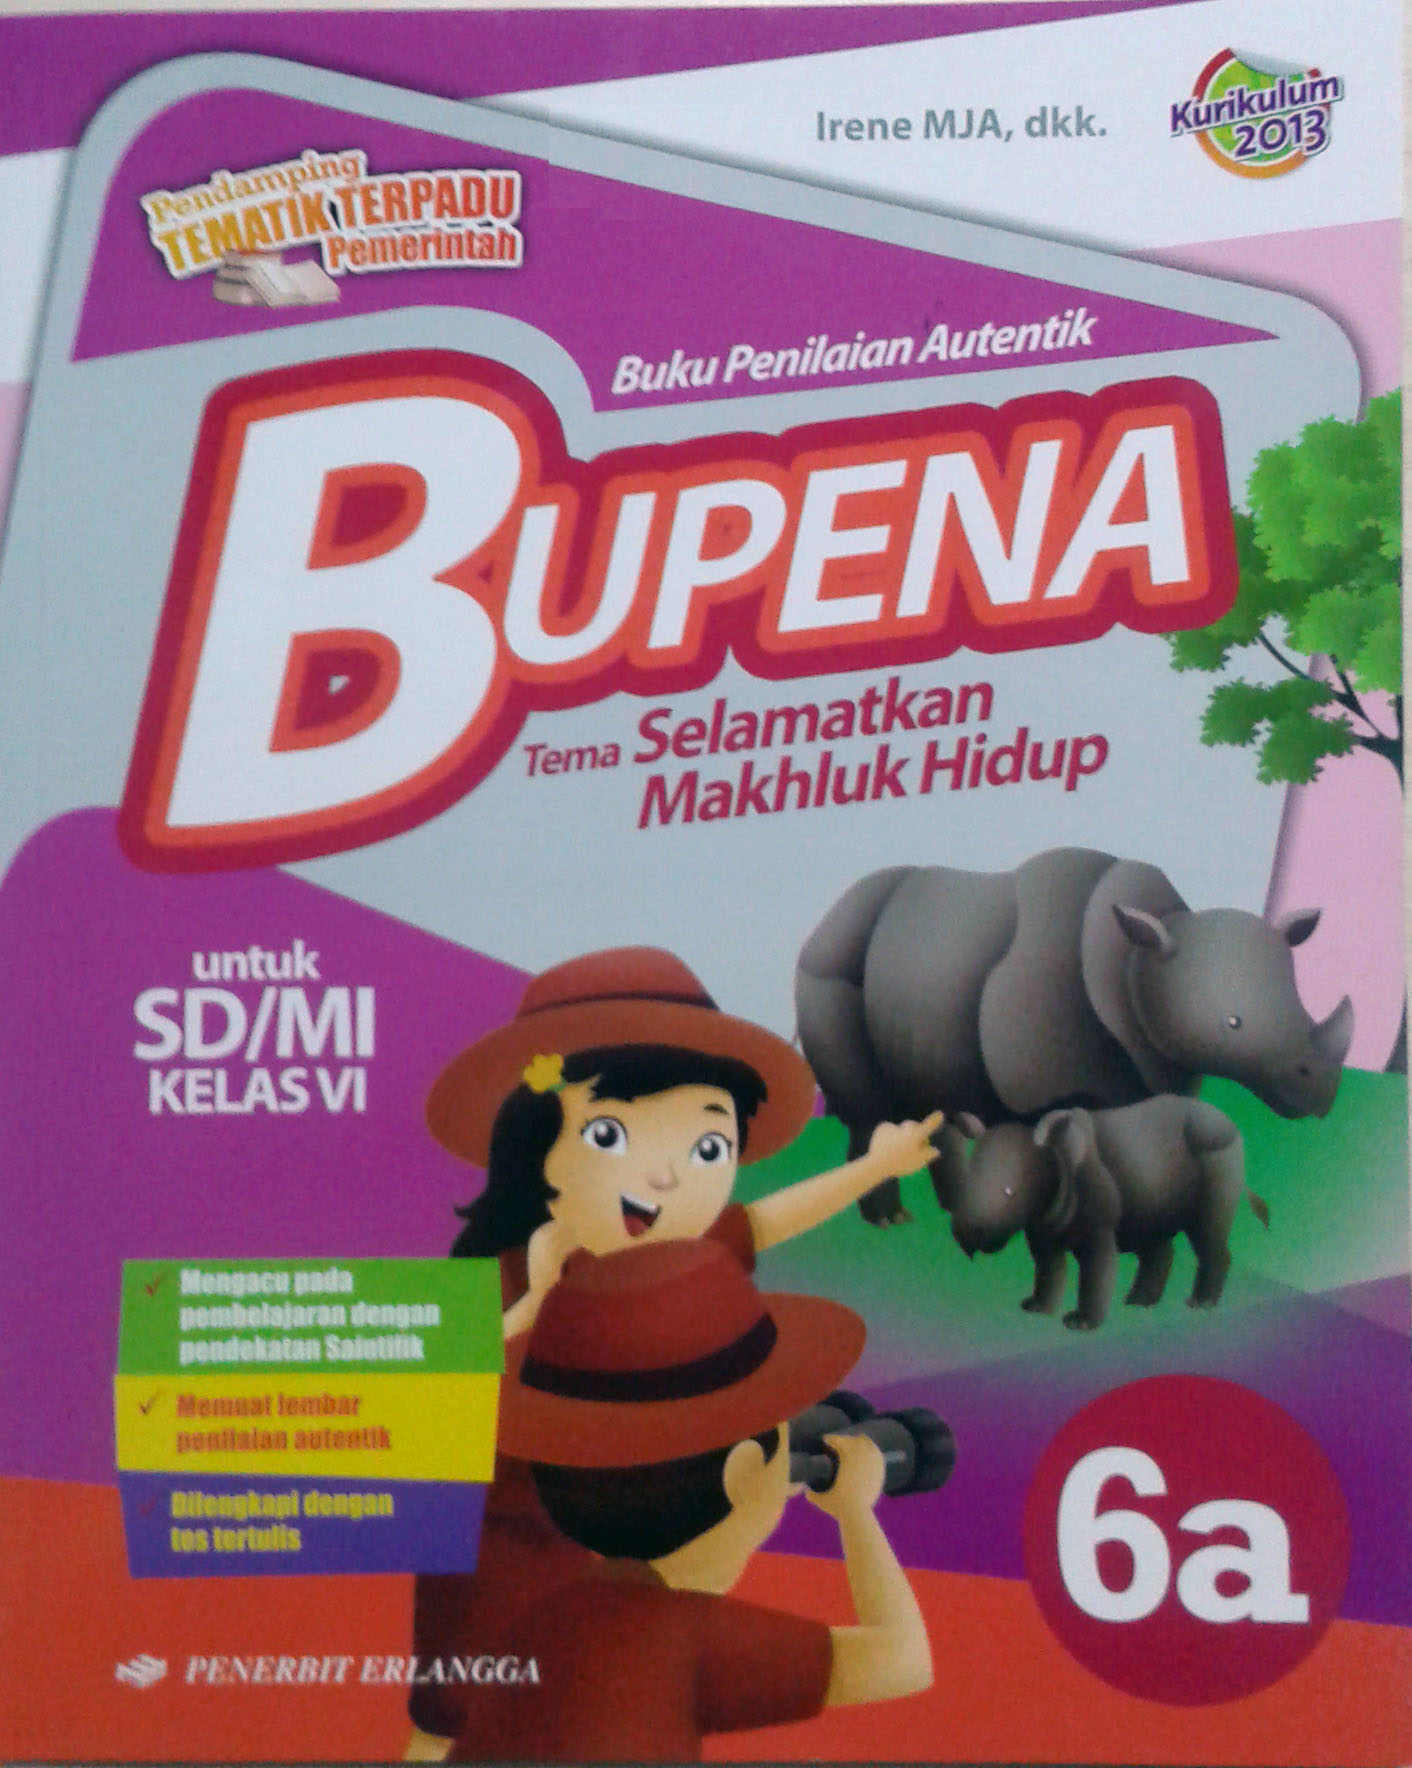 Irene MJA, dkk.
Kurikulum
2013
Pendamping
TEMATIK TERPADU
Pemerintah
Buku Penilaian Autentik
BUPENA
Tema Selamatkan
Makhluk Hidup
untuk
SD/MI
KELAS VI
Mengacu pada
pembelajaran dengan
pendekatan Saintifik
Memuat lembar
penilaian autentik
Dilengkapi dengan
tes tertulis
6a
PENERBIT ERLANGGA